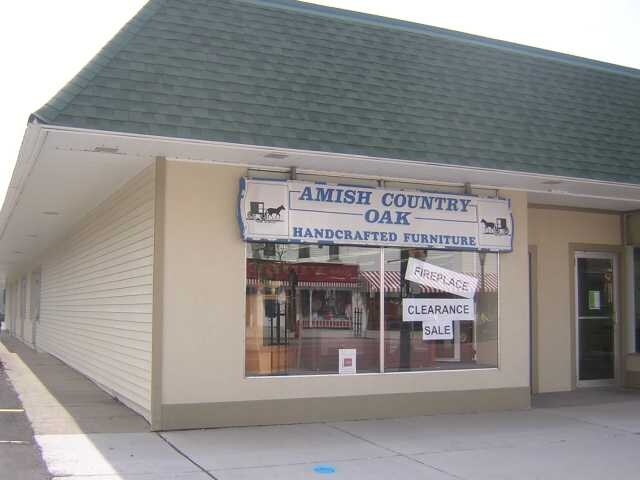 AMISH COUNTRY
OAK
HANDCRAFTED FURNITURE
FIREPLACE
CLEARANCE
SALE